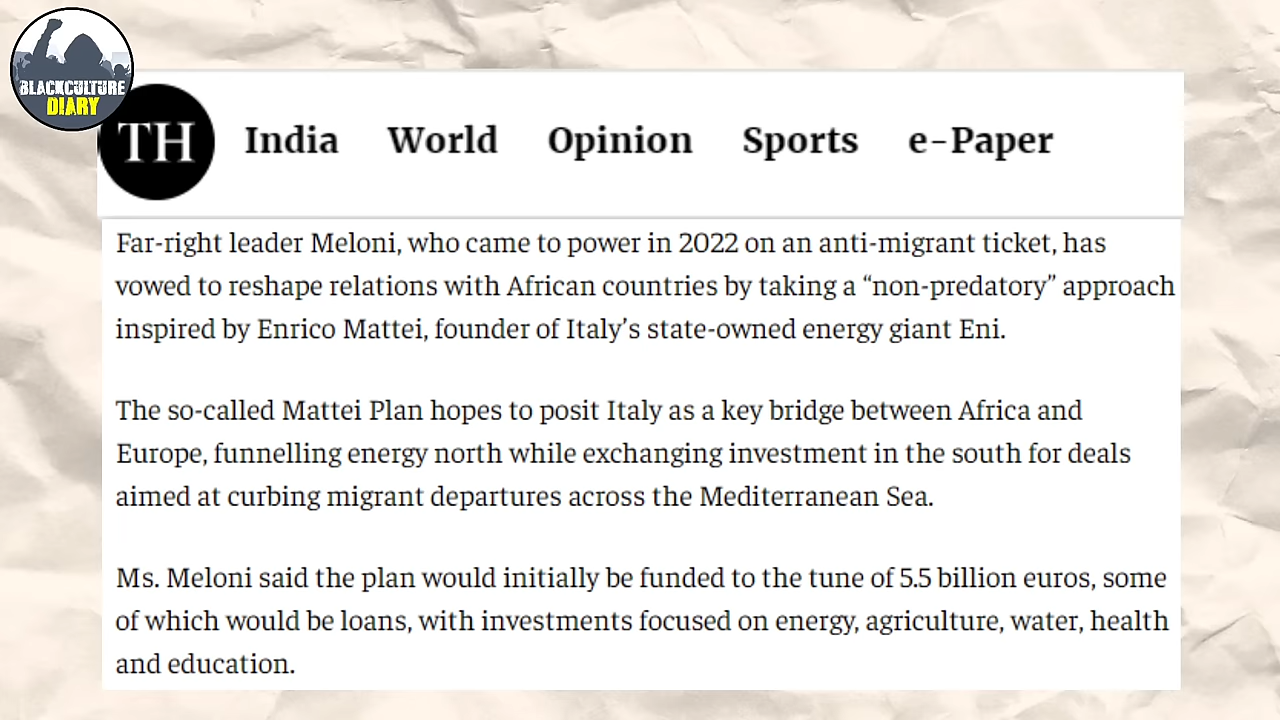 BLACKCULTURE
DIARY
TH
India World Opinion Sports e-Paper
Far-right leader Meloni, who came to power in 2022 on an anti-migrant ticket, has
vowed to reshape relations with African countries by taking a “non-predatory” approach
inspired by Enrico Mattei, founder of Italy’s state-owned energy giant Eni.
The so-called Mattei Plan hopes to posit Italy as a key bridge between Africa and
Europe, funnelling energy north while exchanging investment in the south for deals
aimed at curbing migrant departures across the Mediterranean Sea.
Ms. Meloni said the plan would initially be funded to the tune of 5.5 billion euros, some
of which would be loans, with investments focused on energy, agriculture, water, health
and education.